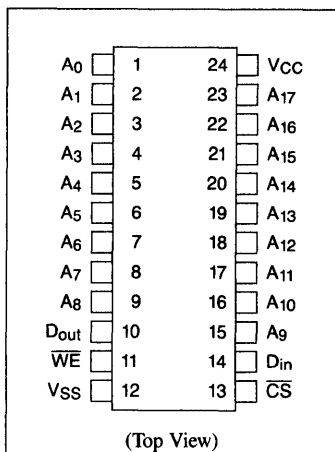 A0 1 24 VCC
A1 2 23 A17
A2 3 22 A16
A3 4 21 A15
A4 5 20 A14
A5 6 19 A13
A6 7 18 A12
A7 8 17 A11
A8 9 16 A10
Dout 10 15 A9
WE 11 14 Din
VSS 12 13 CS
(Top View)